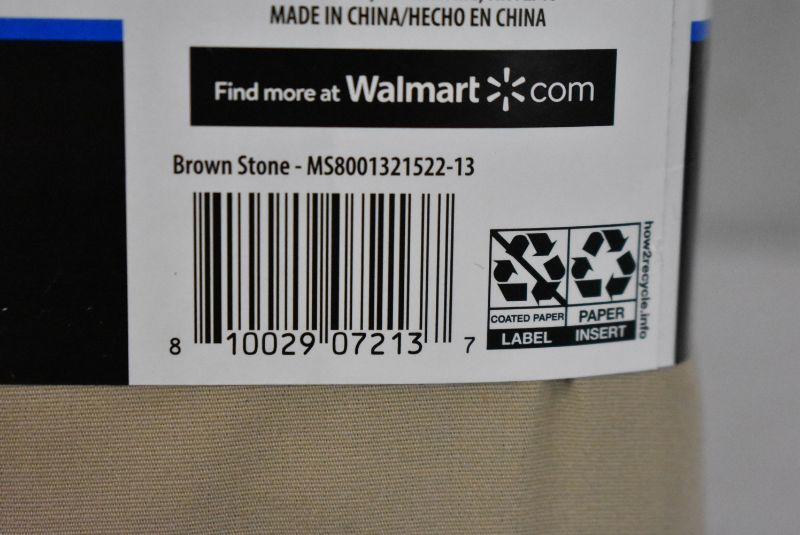 MADE IN CHINA/HECHO EN CHINA
Find more at Walmart com
Brown Stone - MS8001321522-13
8 10029 07213 7
COATED PAPER
LABEL
PAPER
INSERT
how2recycle.info